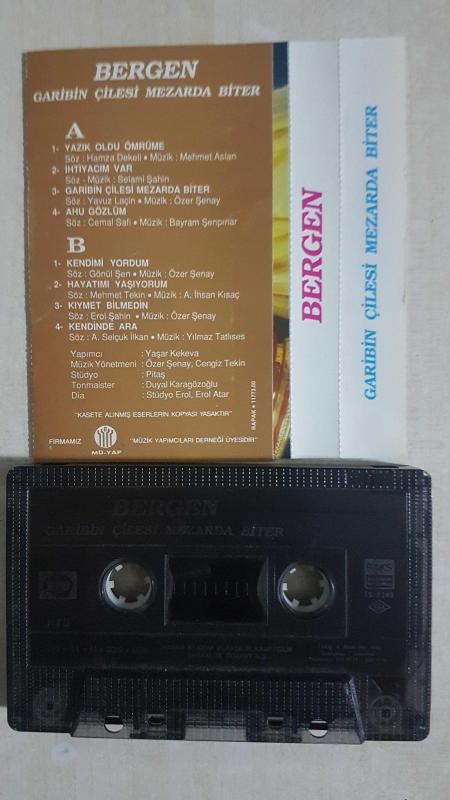 BERGEN
GARİBİN ÇİLESİ MEZARDA BİTER
A
1- YAZIK OLDU ÖMRÜME
Söz : Hamza Dekeli • Müzik : Mehmet Aslan
2- İHTİYACIM VAR
Söz - Müzik : Selami Şahin
3- GARİBİN ÇİLESİ MEZARDA BİTER
Söz : Yavuz Laçin • Müzik : Özer Şenay
4- AHU GÖZLÜM
Söz : Cemal Safi • Müzik : Bayram Şenpınar
B
1- KENDİMİ YORDUM
Söz : Gönül Şen • Müzik : Özer Şenay
2- HAYATIMI YAŞIYORUM
Söz : Mehmet Tekin • Müzik : A. İhsan Kısaç
3- KIYMET BİLMEDİN
Söz : Erol Şahin • Müzik : Özer Şenay
4- KENDİNDE ARA
Söz : A. Selçuk İlkan • Müzik : Yılmaz Tatlıses
Yapımcı : Yaşar Kekeva
Müzik Yönetmeni : Özer Şenay, Cengiz Tekin
Stüdyo : Pitaş
Tonmaister : Duyal Karagözoğlu
Dia : Stüdyo Erol, Erol Atar
"KASETE ALINMIŞ ESERLERİN KOPYASI YASAKTIR"
FİRMAMIZ
MÜ-YAP
"MÜZİK YAPIMCILARI DERNEĞİ ÜYESİDİR"
RAPAK • 11773.00
BERGEN
GARİBİN ÇİLESİ MEZARDA BİTER
BERGEN
GARİBİN ÇİLESİ MEZARDA BİTER
RAKS